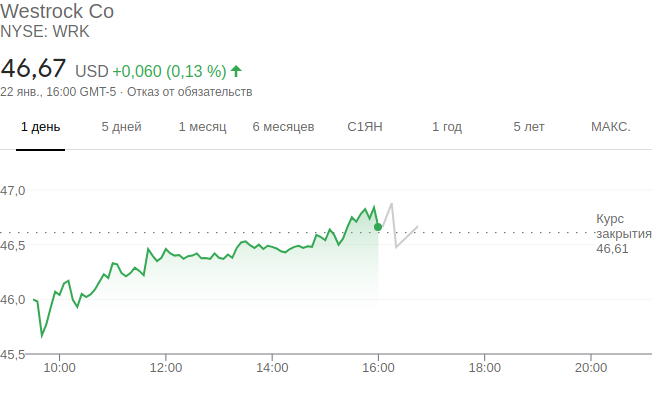 Westrock Co
NYSE: WRK
46,67 USD +0,060 (0,13 %)
22 янв., 16:00 GMT-5 · Отказ от обязательств
1 день 5 дней 1 месяц 6 месяцев С1ЯН 1 год 5 лет МАКС.
47,0
Курс
закрытия
46,61
46,5
46,0
45,5
10:00 12:00 14:00 16:00 18:00 20:00